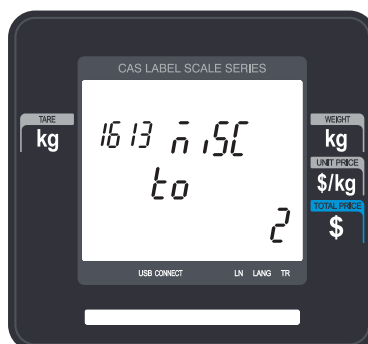 CAS LABEL SCALE SERIES
TARE
kg
1613 n̄ iSC
to
2
WEIGHT
kg
UNIT PRICE
$/kg
TOTAL PRICE
$
USB CONNECT LN LANG TR